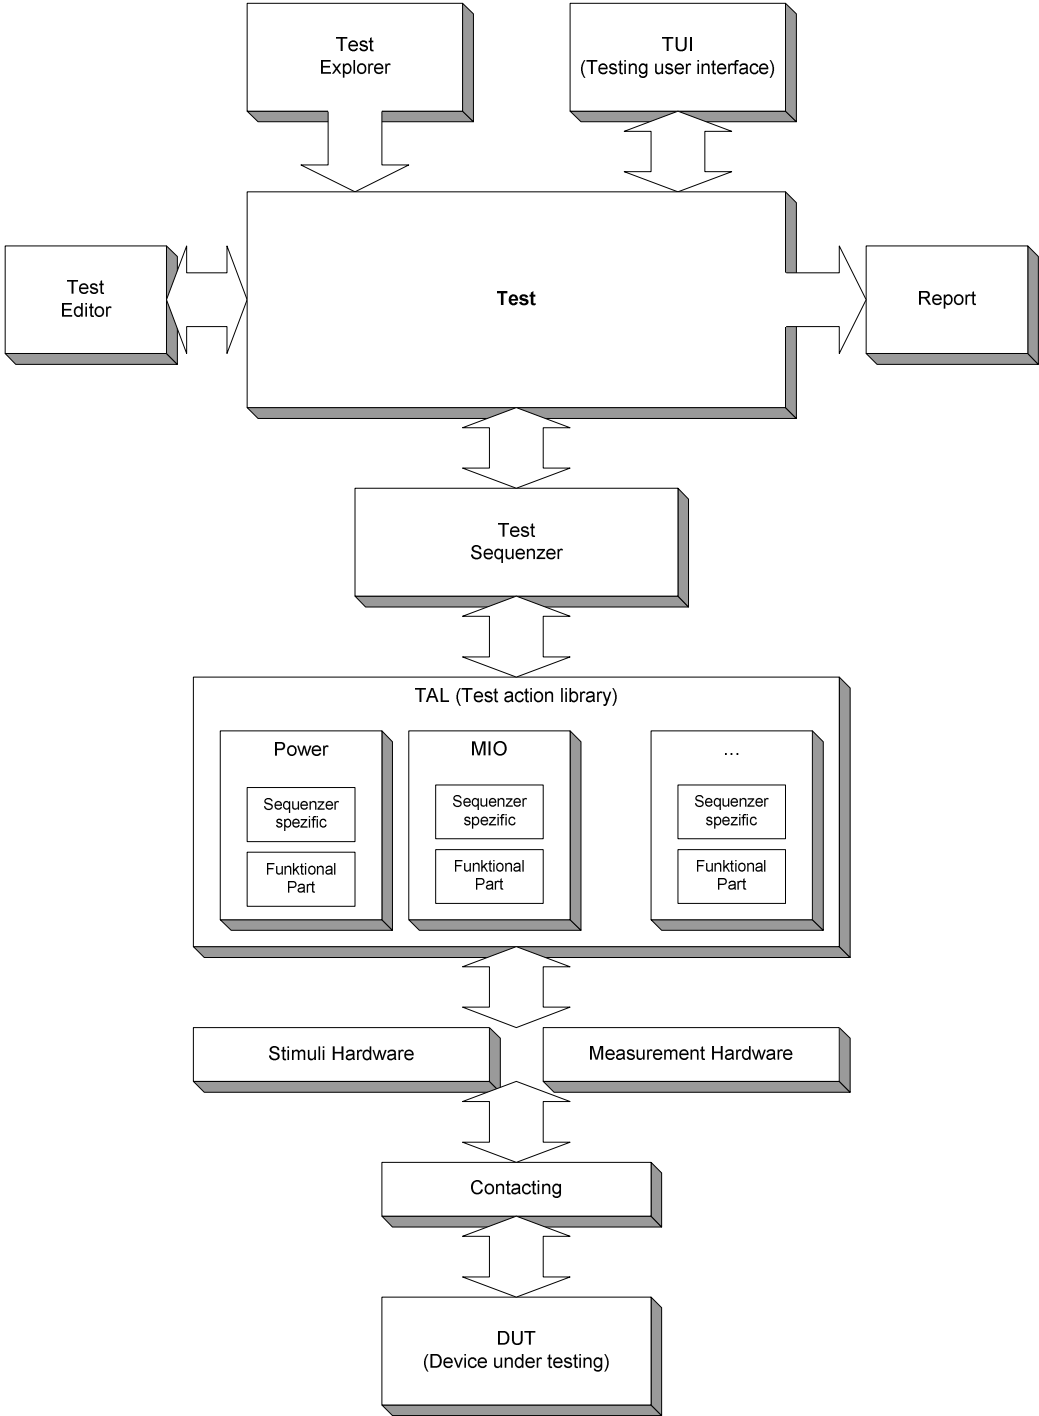 Test
Explorer
TUI
(Testing user interface)
Test
Editor
Test
Report
Test
Sequenzer
TAL (Test action library)
Power
Sequenzer
spezific
Funktional
Part
MIO
Sequenzer
spezific
Funktional
Part
...
Sequenzer
spezific
Funktional
Part
Stimuli Hardware
Measurement Hardware
Contacting
DUT
(Device under testing)